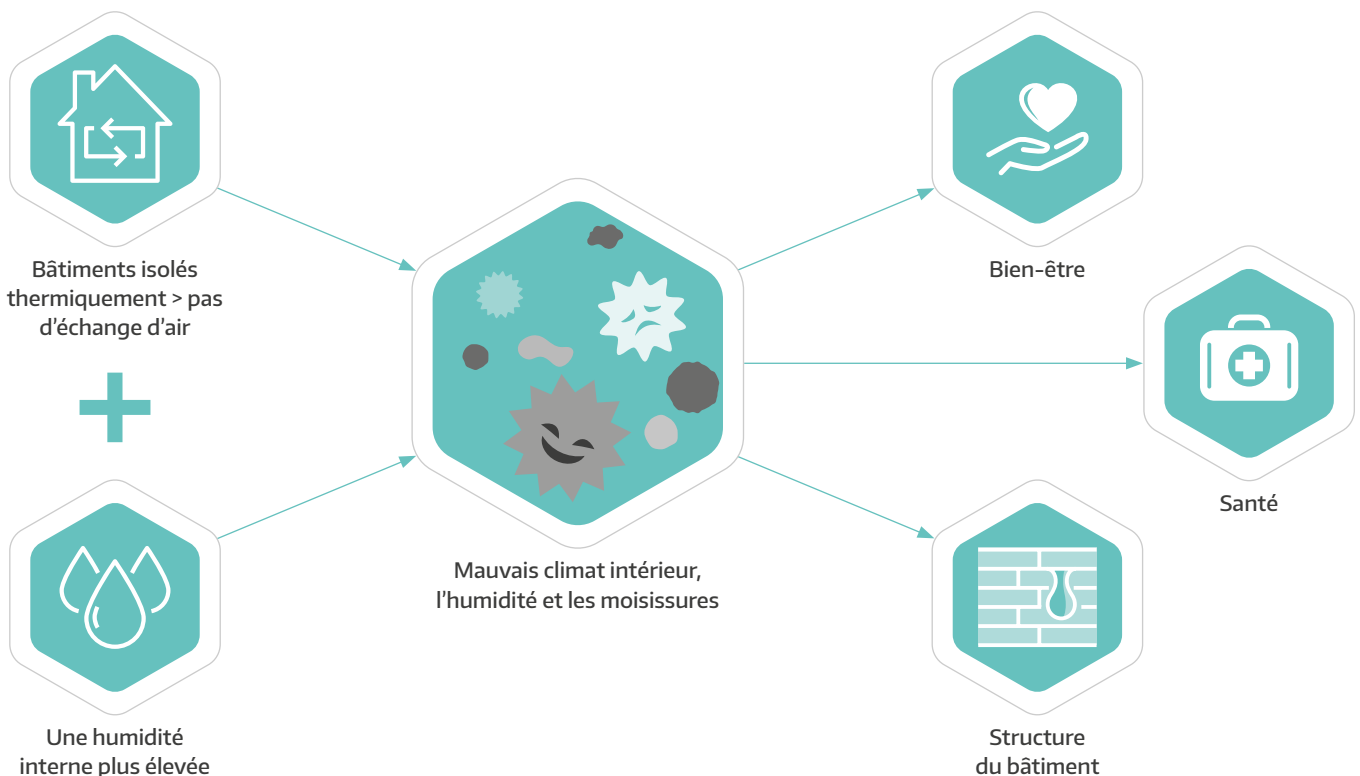 Bâtiments isolés
thermiquement > pas
d'échange d'air
Une humidité
interne plus élevée
Mauvais climat intérieur,
l'humidité et les moisissures
Bien-être
Santé
Structure
du bâtiment